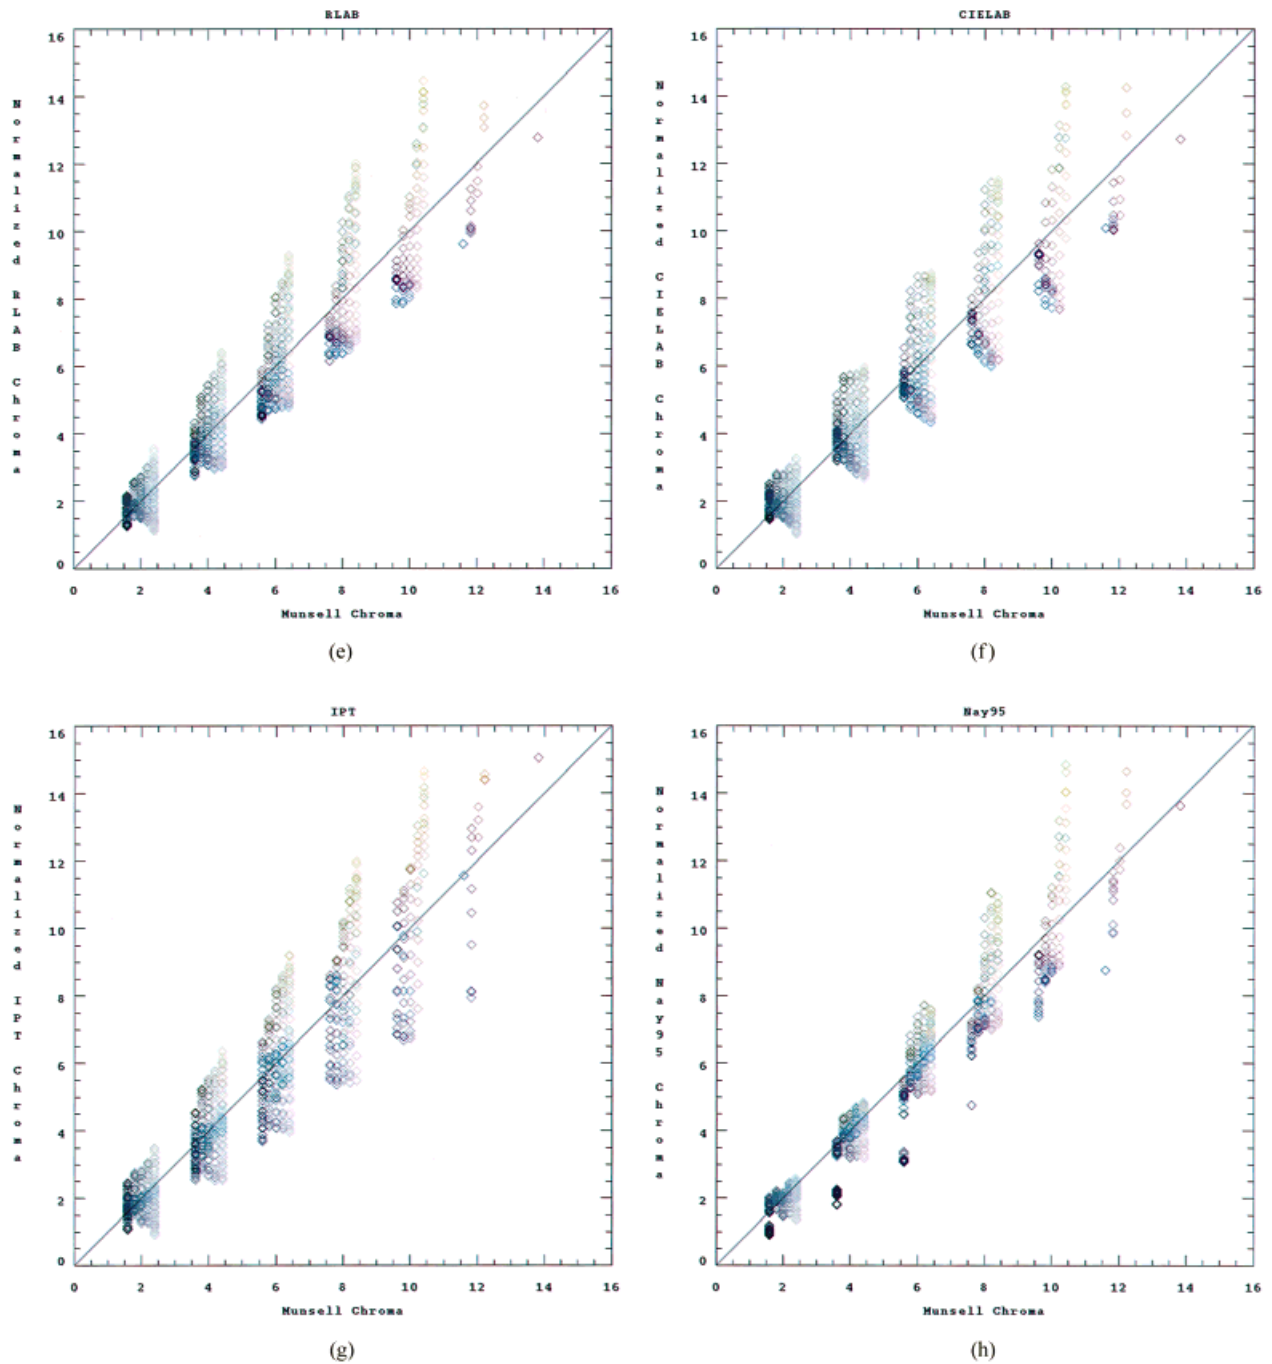 RLAB
CIELAB
16
14
12
10
8
6
4
2
0
Normalized RLAB Chroma
0 2 4 6 8 10 12 14 16
Munsell Chroma
(e)
16
14
12
10
8
6
4
2
0
Normalized CIELAB Chroma
0 2 4 6 8 10 12 14 16
Munsell Chroma
(f)
IPT
Nay95
16
14
12
10
8
6
4
2
0
Normalized IPT Chroma
0 2 4 6 8 10 12 14 16
Munsell Chroma
(g)
16
14
12
10
8
6
4
2
0
Normalized Nay95 Chroma
0 2 4 6 8 10 12 14 16
Munsell Chroma
(h)